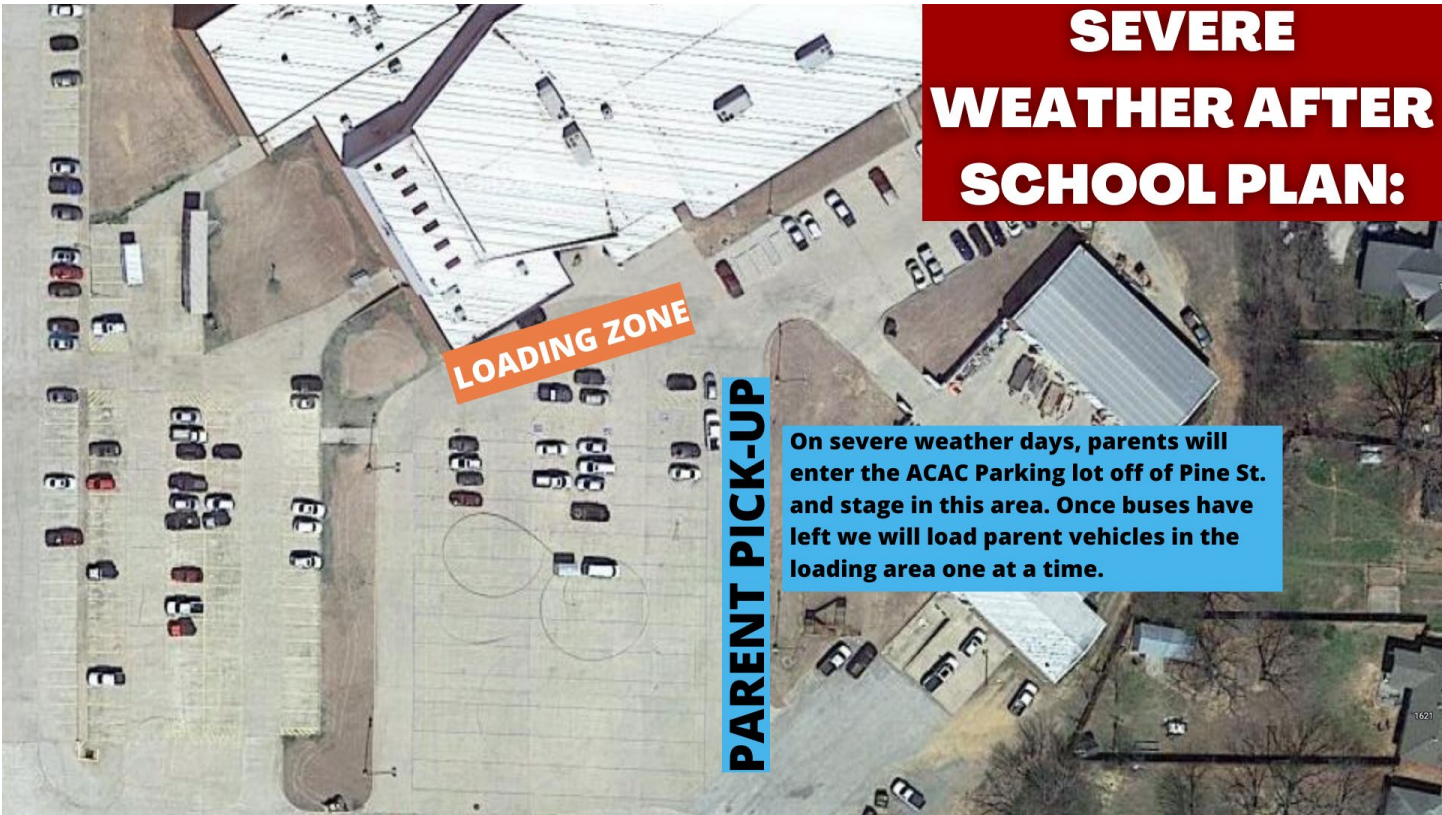 SEVERE
WEATHER AFTER
SCHOOL PLAN:
LOADING ZONE
PARENT PICK-UP
On severe weather days, parents will
enter the ACAC Parking lot off of Pine St.
and stage in this area. Once buses have
left we will load parent vehicles in the
loading area one at a time.
1621